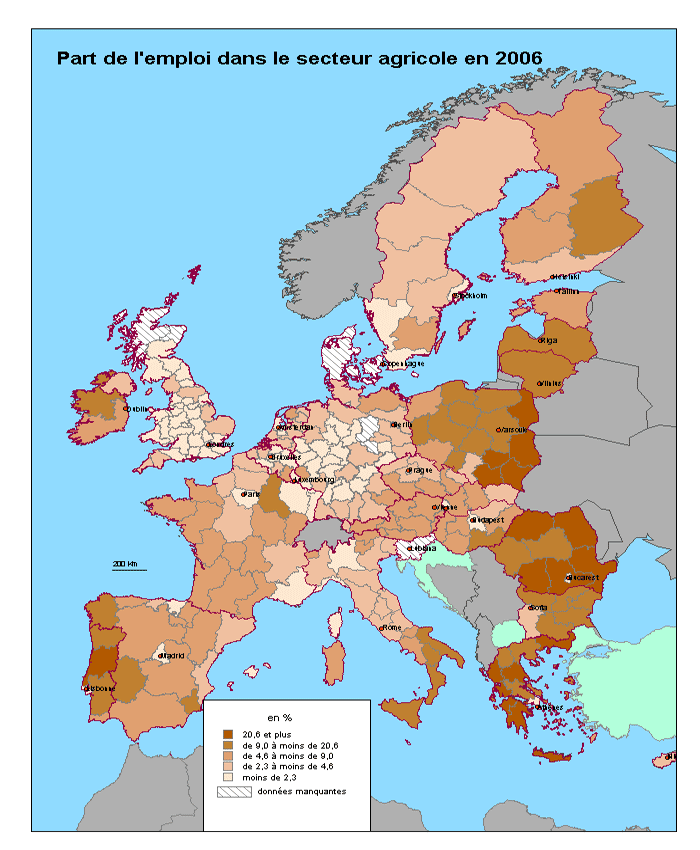 Part de l'emploi dans le secteur agricole en 2006
Helsinki
Tallinn
Stockholm
Riga
Copenhague
Vilnius
Dublin
Amsterdam
Berlin
Varsovie
Londres
Bruxelles
Prague
Luxembourg
Paris
Vienne
Budapest
Ljubljana
200 km
Bucarest
Sofia
Rome
Madrid
Lisbonne
Athènes
en %
20,6 et plus
de 9,0 à moins de 20,6
de 4,6 à moins de 9,0
de 2,3 à moins de 4,6
moins de 2,3
données manquantes